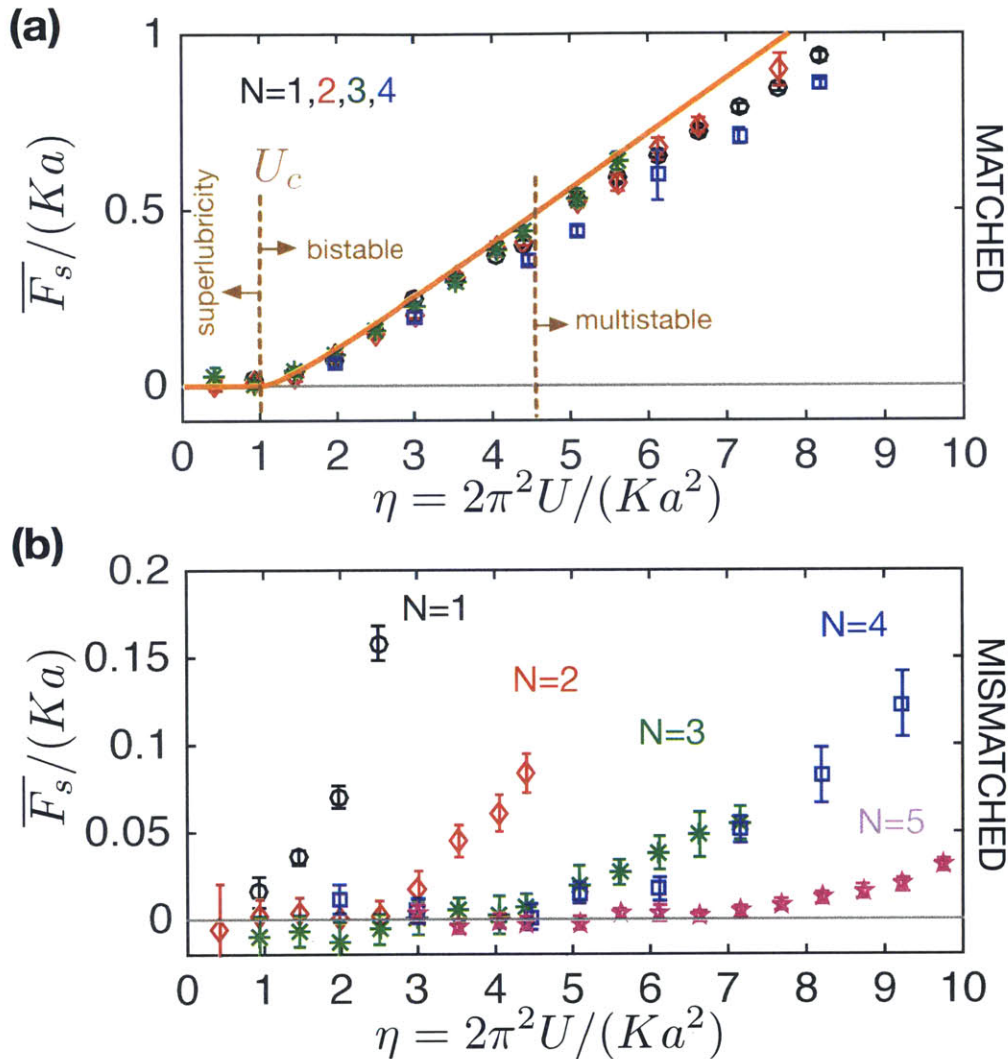 (a)
1
0.5
0
F̅_s/(Ka)
N=1,2,3,4
U_c
superlubricity
bistable
multistable
MATCHED
0 1 2 3 4 5 6 7 8 9 10
η = 2π²U/(Ka²)
(b)
0.2
0.15
0.1
0.05
0
F̅_s/(Ka)
N=1
N=2
N=3
N=4
N=5
MISMATCHED
0 1 2 3 4 5 6 7 8 9 10
η = 2π²U/(Ka²)